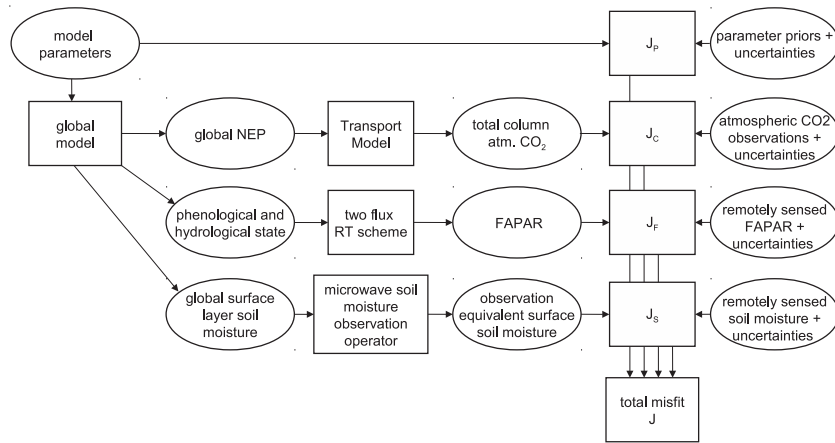 model
parameters
J_P
parameter priors +
uncertainties
global
model
global NEP
Transport
Model
total column
atm. CO₂
J_C
atmospheric CO2
observations +
uncertainties
phenological and
hydrological state
two flux
RT scheme
FAPAR
J_F
remotely sensed
FAPAR +
uncertainties
global surface
layer soil
moisture
microwave soil
moisture
observation
operator
observation
equivalent surface
soil moisture
J_S
remotely sensed
soil moisture +
uncertainties
total misfit
J